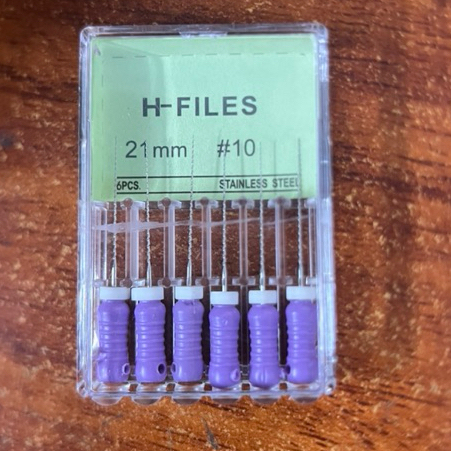 H-FILES
21mm #10
6PCS. STAINLESS STEEL